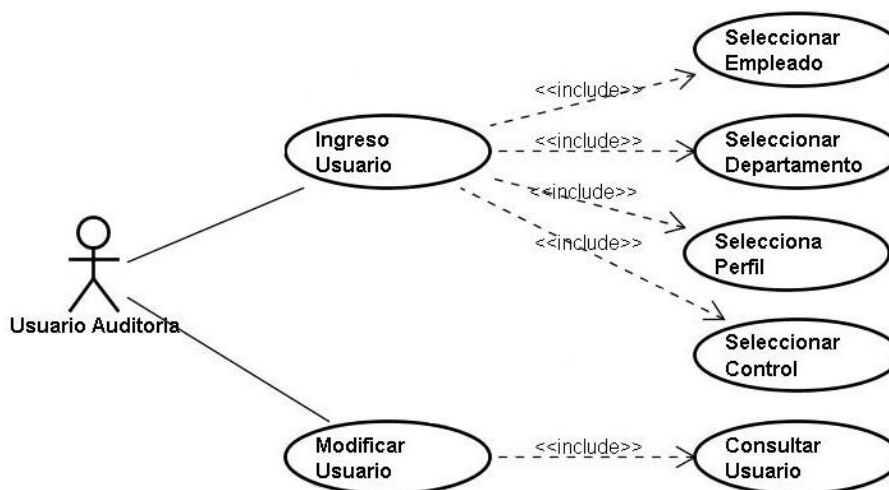 Seleccionar
Empleado
<<include>>
Ingreso
Usuario
<<include>>
Seleccionar
Departamento
<<include>>
Selecciona
Perfil
<<include>>
Seleccionar
Control
Usuario Auditoria
Modificar
Usuario
<<include>>
Consultar
Usuario